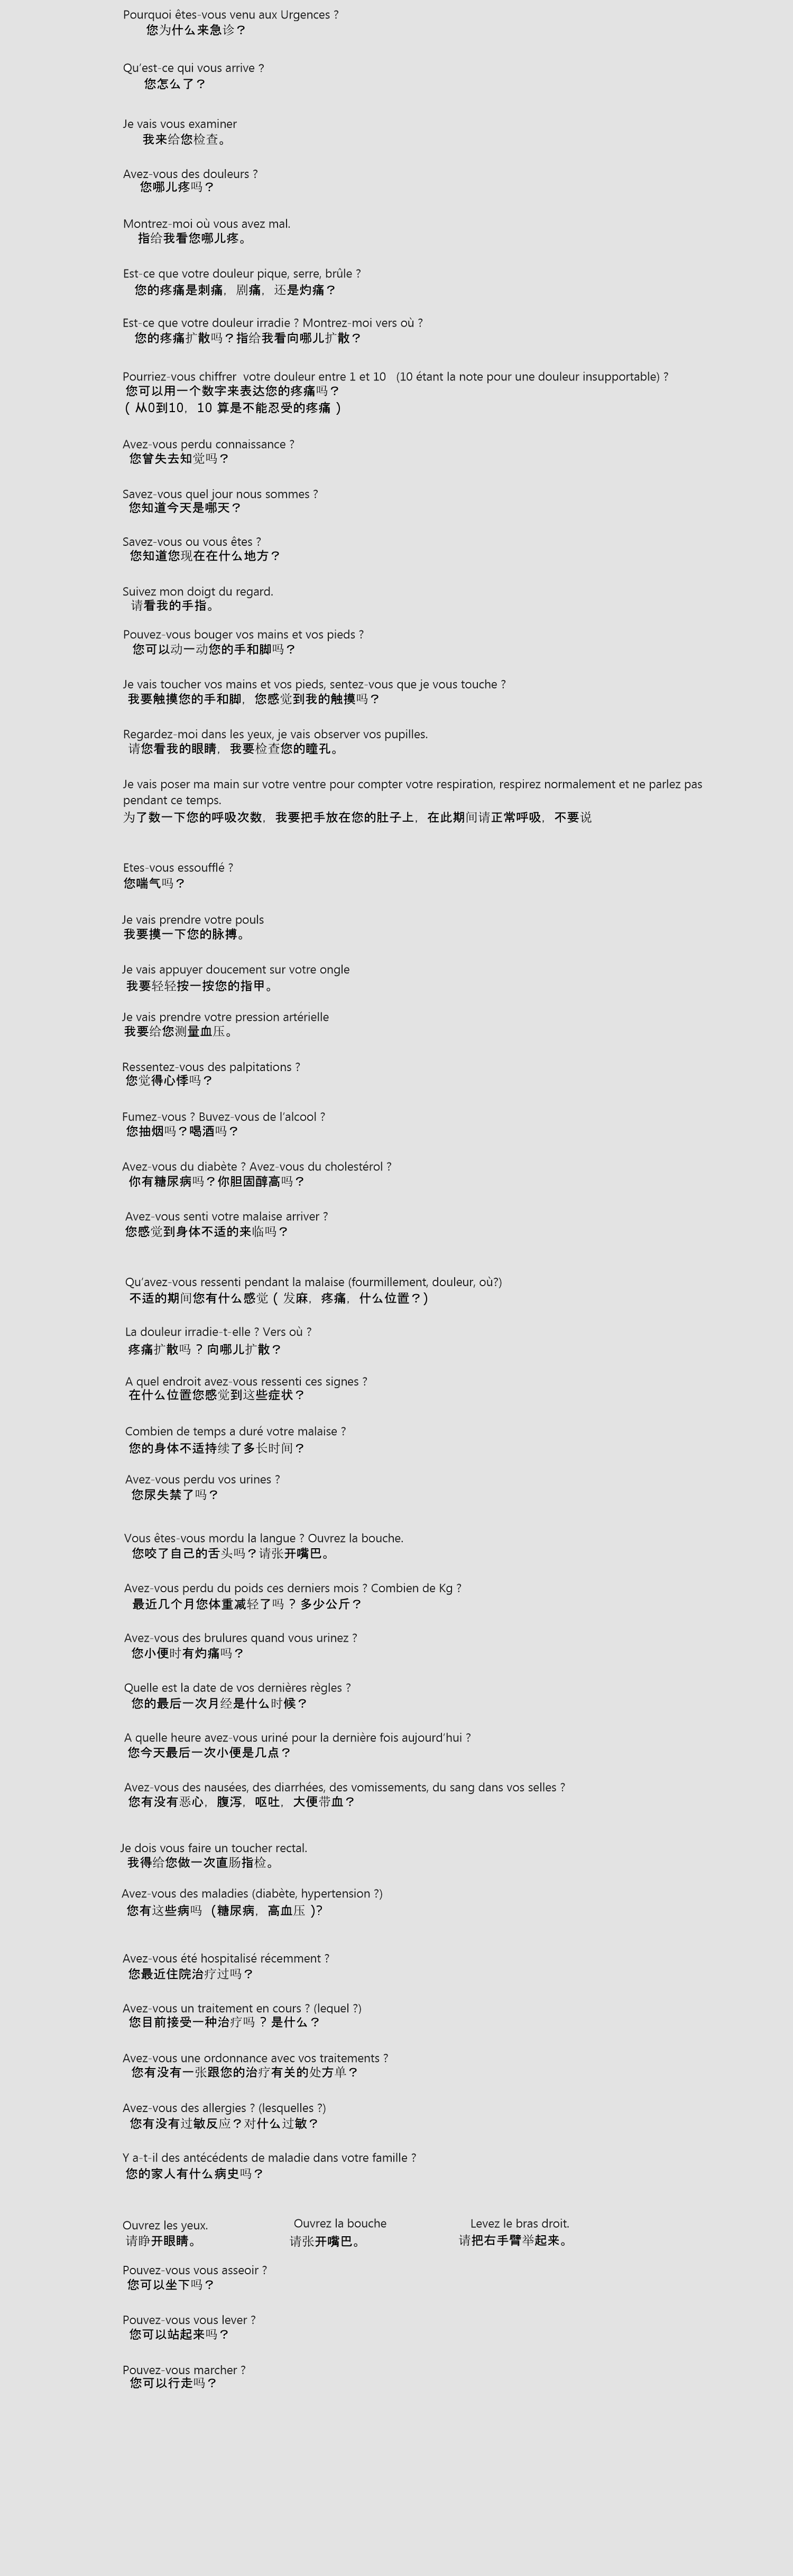 Pourquoi êtes-vous venu aux Urgences ?
您为什么来急诊？
Qu'est-ce qui vous arrive ?
您怎么了？
Je vais vous examiner
我来给您检查。
Avez-vous des douleurs ?
您哪儿疼吗？
Montrez-moi où vous avez mal.
指给我看您哪儿疼。
Est-ce que votre douleur pique, serre, brûle ?
您的疼痛是刺痛，剧痛，还是灼痛？
Est-ce que votre douleur irradie ? Montrez-moi vers où ?
您的疼痛扩散吗？指给我看向哪儿扩散？
Pourriez-vous chiffrer votre douleur entre 1 et 10 (10 étant la note pour une douleur insupportable) ?
您可以用一个数字来表达您的疼痛吗？
( 从0到10，10 算是不能忍受的疼痛 )
Avez-vous perdu connaissance ?
您曾失去知觉吗？
Savez-vous quel jour nous sommes ?
您知道今天是哪天？
Savez-vous ou vous êtes ?
您知道您现在在什么地方？
Suivez mon doigt du regard.
请看我的手指。
Pouvez-vous bouger vos mains et vos pieds ?
您可以动一动您的手和脚吗？
Je vais toucher vos mains et vos pieds, sentez-vous que je vous touche ?
我要触摸您的手和脚，您感觉到我的触摸吗？
Regardez-moi dans les yeux, je vais observer vos pupilles.
请您看我的眼睛，我要检查您的瞳孔。
Je vais poser ma main sur votre ventre pour compter votre respiration, respirez normalement et ne parlez pas
pendant ce temps.
为了数一下您的呼吸次数，我要把手放在您的肚子上，在此期间请正常呼吸，不要说
Etes-vous essoufflé ?
您喘气吗？
Je vais prendre votre pouls
我要摸一下您的脉搏。
Je vais appuyer doucement sur votre ongle
我要轻轻按一按您的指甲。
Je vais prendre votre pression artérielle
我要给您测量血压。
Ressentez-vous des palpitations ?
您觉得心悸吗？
Fumez-vous ? Buvez-vous de l'alcool ?
您抽烟吗？喝酒吗？
Avez-vous du diabète ? Avez-vous du cholestérol ?
你有糖尿病吗？你胆固醇高吗？
Avez-vous senti votre malaise arriver ?
您感觉到身体不适的来临吗？
Qu'avez-vous ressenti pendant la malaise (fourmillement, douleur, où?)
不适的期间您有什么感觉 ( 发麻，疼痛，什么位置？)
La douleur irradie-t-elle ? Vers où ?
疼痛扩散吗 ? 向哪儿扩散？
A quel endroit avez-vous ressenti ces signes ?
在什么位置您感觉到这些症状？
Combien de temps a duré votre malaise ?
您的身体不适持续了多长时间？
Avez-vous perdu vos urines ?
您尿失禁了吗？
Vous êtes-vous mordu la langue ? Ouvrez la bouche.
您咬了自己的舌头吗？请张开嘴巴。
Avez-vous perdu du poids ces derniers mois ? Combien de Kg ?
最近几个月您体重减轻了吗 ? 多少公斤？
Avez-vous des brulures quand vous urinez ?
您小便时有灼痛吗？
Quelle est la date de vos dernières règles ?
您的最后一次月经是什么时候？
A quelle heure avez-vous uriné pour la dernière fois aujourd'hui ?
您今天最后一次小便是几点？
Avez-vous des nausées, des diarrhées, des vomissements, du sang dans vos selles ?
您有没有恶心，腹泻，呕吐，大便带血？
Je dois vous faire un toucher rectal.
我得给您做一次直肠指检。
Avez-vous des maladies (diabète, hypertension ?)
您有这些病吗 (糖尿病，高血压 )?
Avez-vous été hospitalisé récemment ?
您最近住院治疗过吗？
Avez-vous un traitement en cours ? (lequel ?)
您目前接受一种治疗吗 ? 是什么？
Avez-vous une ordonnance avec vos traitements ?
您有没有一张跟您的治疗有关的处方单？
Avez-vous des allergies ? (lesquelles ?)
您有没有过敏反应？对什么过敏？
Y a-t-il des antécédents de maladie dans votre famille ?
您的家人有什么病史吗？
Ouvrez les yeux. Ouvrez la bouche Levez le bras droit.
请睁开眼睛。 请张开嘴巴。 请把右手臂举起来。
Pouvez-vous vous asseoir ?
您可以坐下吗？
Pouvez-vous vous lever ?
您可以站起来吗？
Pouvez-vous marcher ?
您可以行走吗？